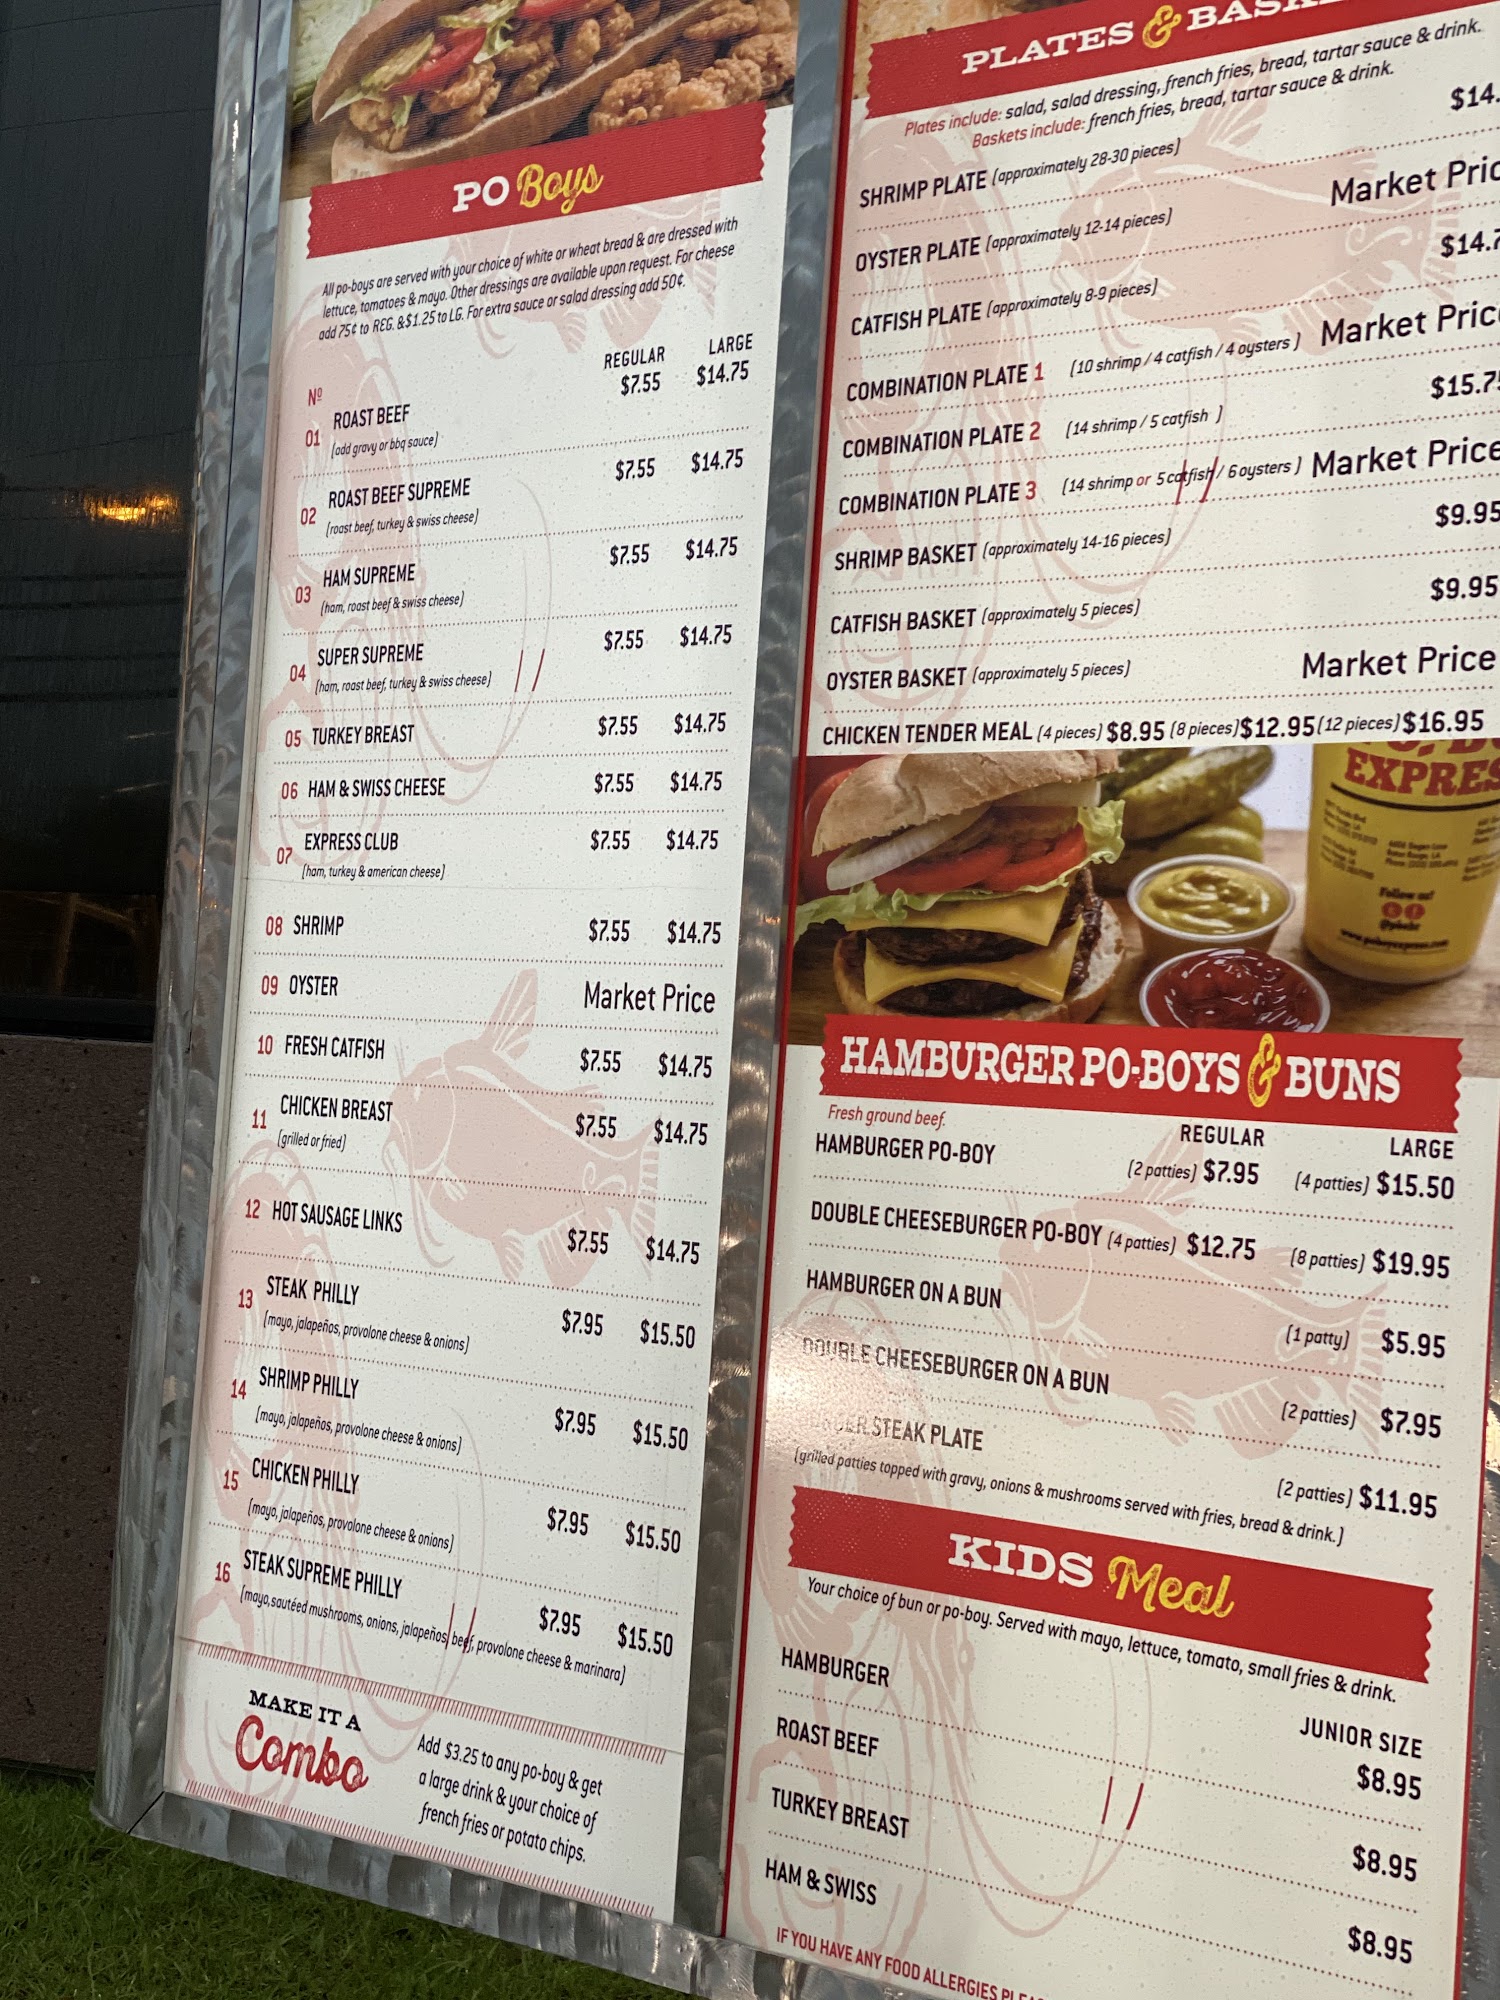 PO Boys
All po-boys are served with your choice of white or wheat bread & are dressed with
lettuce, tomatoes & mayo. Other dressings are available upon request. For cheese
add 75¢ to REG. & $1.25 to LG. For extra sauce or salad dressing add 50¢.
Nº REGULAR LARGE
01 ROAST BEEF $7.55 $14.75
(add gravy or bbq sauce)
02 ROAST BEEF SUPREME $7.55 $14.75
(roast beef, turkey & swiss cheese)
03 HAM SUPREME $7.55 $14.75
(ham, roast beef & swiss cheese)
04 SUPER SUPREME $7.55 $14.75
(ham, roast beef, turkey & swiss cheese)
05 TURKEY BREAST $7.55 $14.75
06 HAM & SWISS CHEESE $7.55 $14.75
07 EXPRESS CLUB $7.55 $14.75
(ham, turkey & american cheese)
08 SHRIMP $7.55 $14.75
09 OYSTER Market Price
10 FRESH CATFISH $7.55 $14.75
11 CHICKEN BREAST $7.55 $14.75
(grilled or fried)
12 HOT SAUSAGE LINKS $7.55 $14.75
13 STEAK PHILLY $7.95 $15.50
(mayo, jalapeños, provolone cheese & onions)
14 SHRIMP PHILLY $7.95 $15.50
(mayo, jalapeños, provolone cheese & onions)
15 CHICKEN PHILLY $7.95 $15.50
(mayo, jalapeños, provolone cheese & onions)
16 STEAK SUPREME PHILLY $7.95 $15.50
(mayo, sautéed mushrooms, onions, jalapeños, beef, provolone cheese & marinara)
MAKE IT A
Combo
Add $3.25 to any po-boy & get
a large drink & your choice of
french fries or potato chips.
PLATES &
Plates include: salad, salad dressing, french fries, bread, tartar sauce & drink.
Baskets include: french fries, bread, tartar sauce & drink.
SHRIMP PLATE (approximately 28-30 pieces) $14.
OYSTER PLATE (approximately 12-14 pieces) Market Pric
CATFISH PLATE (approximately 8-9 pieces) $14.7
COMBINATION PLATE 1 (10 shrimp / 4 catfish / 4 oysters) Market Pric
COMBINATION PLATE 2 (14 shrimp / 5 catfish) $15.7
COMBINATION PLATE 3 (14 shrimp or 5 catfish / 6 oysters) Market Price
SHRIMP BASKET (approximately 14-16 pieces) $9.95
CATFISH BASKET (approximately 5 pieces) $9.95
OYSTER BASKET (approximately 5 pieces) Market Price
CHICKEN TENDER MEAL (4 pieces) $8.95 (8 pieces) $12.95 (12 pieces) $16.95
EXPRES
Follow us!
HAMBURGER PO-BOYS & BUNS
Fresh ground beef.
REGULAR LARGE
HAMBURGER PO-BOY (2 patties) $7.95 (4 patties) $15.50
DOUBLE CHEESEBURGER PO-BOY (4 patties) $12.75 (8 patties) $19.95
HAMBURGER ON A BUN (1 patty) $5.95
DOUBLE CHEESEBURGER ON A BUN (2 patties) $7.95
STEAK PLATE (2 patties) $11.95
(grilled patties topped with gravy, onions & mushrooms served with fries, bread & drink.)
KIDS Meal
Your choice of bun or po-boy. Served with mayo, lettuce, tomato, small fries & drink.
JUNIOR SIZE
HAMBURGER $8.95
ROAST BEEF $8.95
TURKEY BREAST $8.95
HAM & SWISS
IF YOU HAVE ANY FOOD ALLERGIES